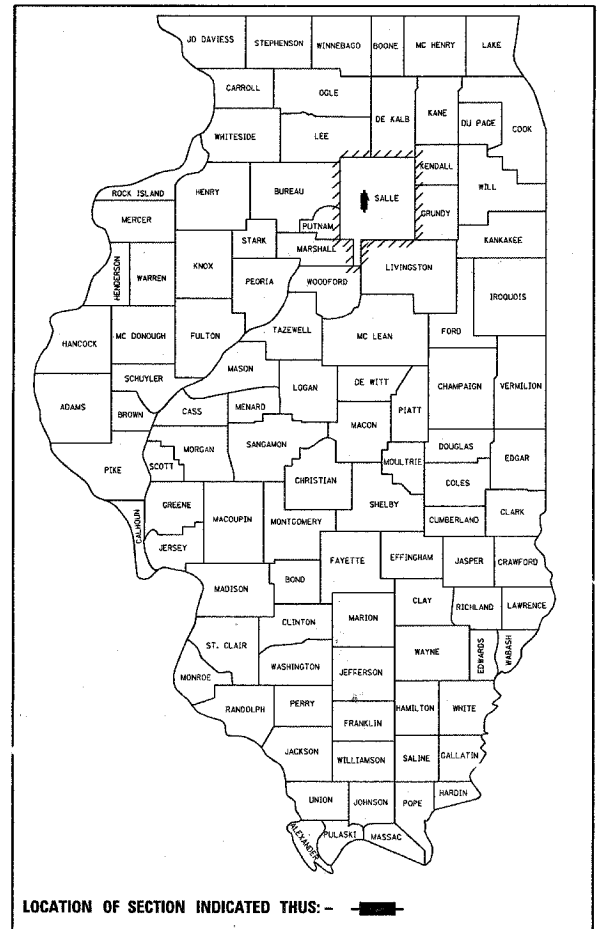 JO DAVIESS STEPHENSON WINNEBAGO BOONE MC HENRY LAKE
CARROLL OGLE DE KALB KANE DU PAGE COOK
WHITESIDE LEE
KENDALL WILL
ROCK ISLAND HENRY BUREAU LA SALLE GRUNDY
MERCER PUTNAM
STARK MARSHALL KANKAKEE
HENDERSON WARREN KNOX PEORIA WOODFORD LIVINGSTON
IROQUOIS
HANCOCK MC DONOUGH FULTON TAZEWELL MC LEAN FORD
SCHUYLER MASON LOGAN DE WITT CHAMPAIGN VERMILION
ADAMS BROWN CASS MENARD PIATT
MACON
MORGAN SANGAMON DOUGLAS EDGAR
PIKE SCOTT CHRISTIAN MOULTRIE COLES
SHELBY
GREENE MACOUPIN MONTGOMERY CUMBERLAND CLARK
CALHOUN JERSEY
FAYETTE EFFINGHAM JASPER CRAWFORD
MADISON BOND
CLAY RICHLAND LAWRENCE
CLINTON MARION
ST. CLAIR WAYNE EDWARDS WABASH
WASHINGTON JEFFERSON
MONROE
RANDOLPH PERRY HAMILTON WHITE
FRANKLIN
JACKSON WILLIAMSON SALINE GALLATIN
UNION JOHNSON POPE HARDIN
ALEXANDER PULASKI MASSAC
LOCATION OF SECTION INDICATED THUS: -